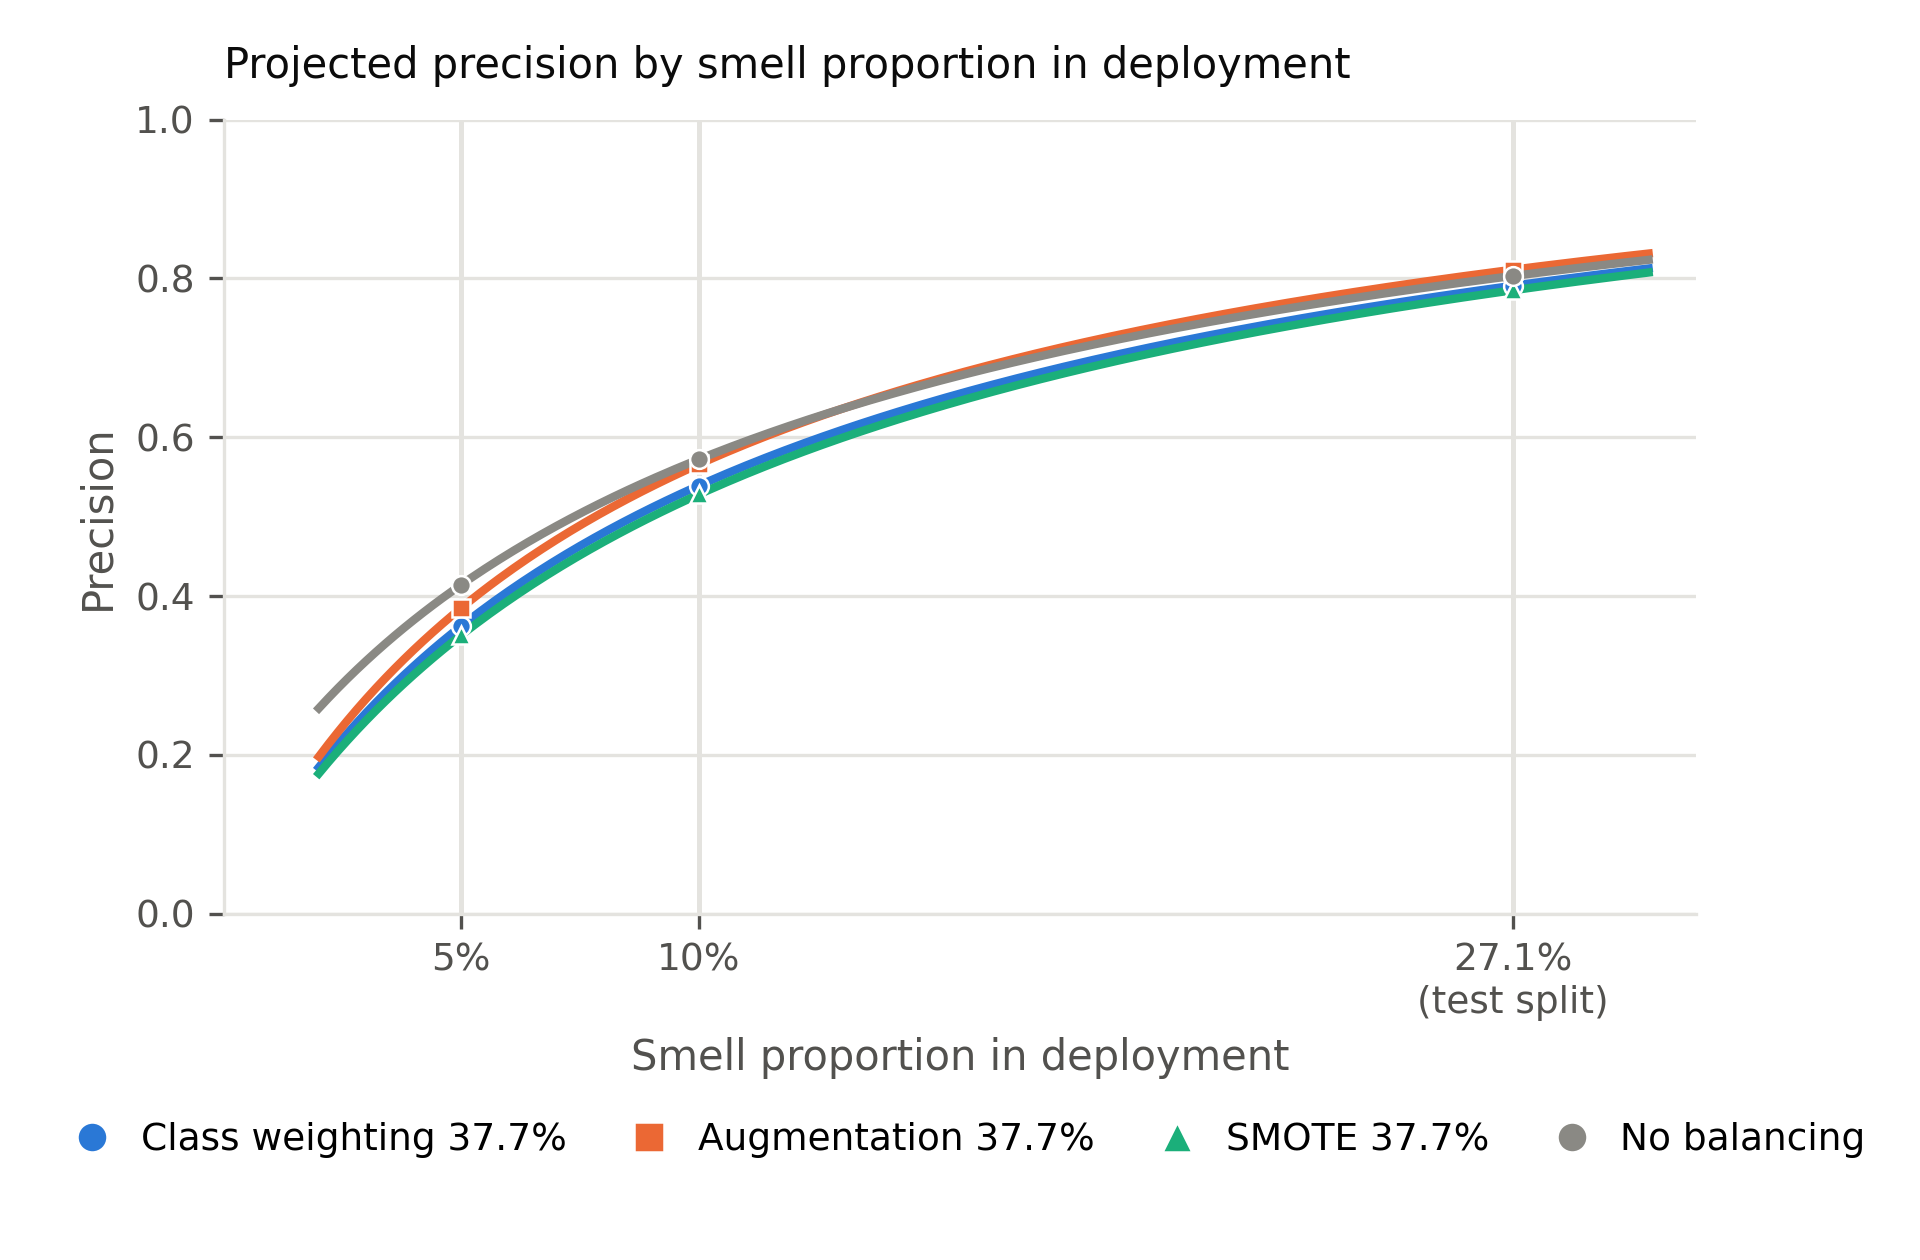 Projected precision by smell proportion in deployment
1.0
0.8
0.6
0.4
0.2
0.0
Precision
5%
10%
27.1%
(test split)
Smell proportion in deployment
Class weighting 37.7%
Augmentation 37.7%
SMOTE 37.7%
No balancing